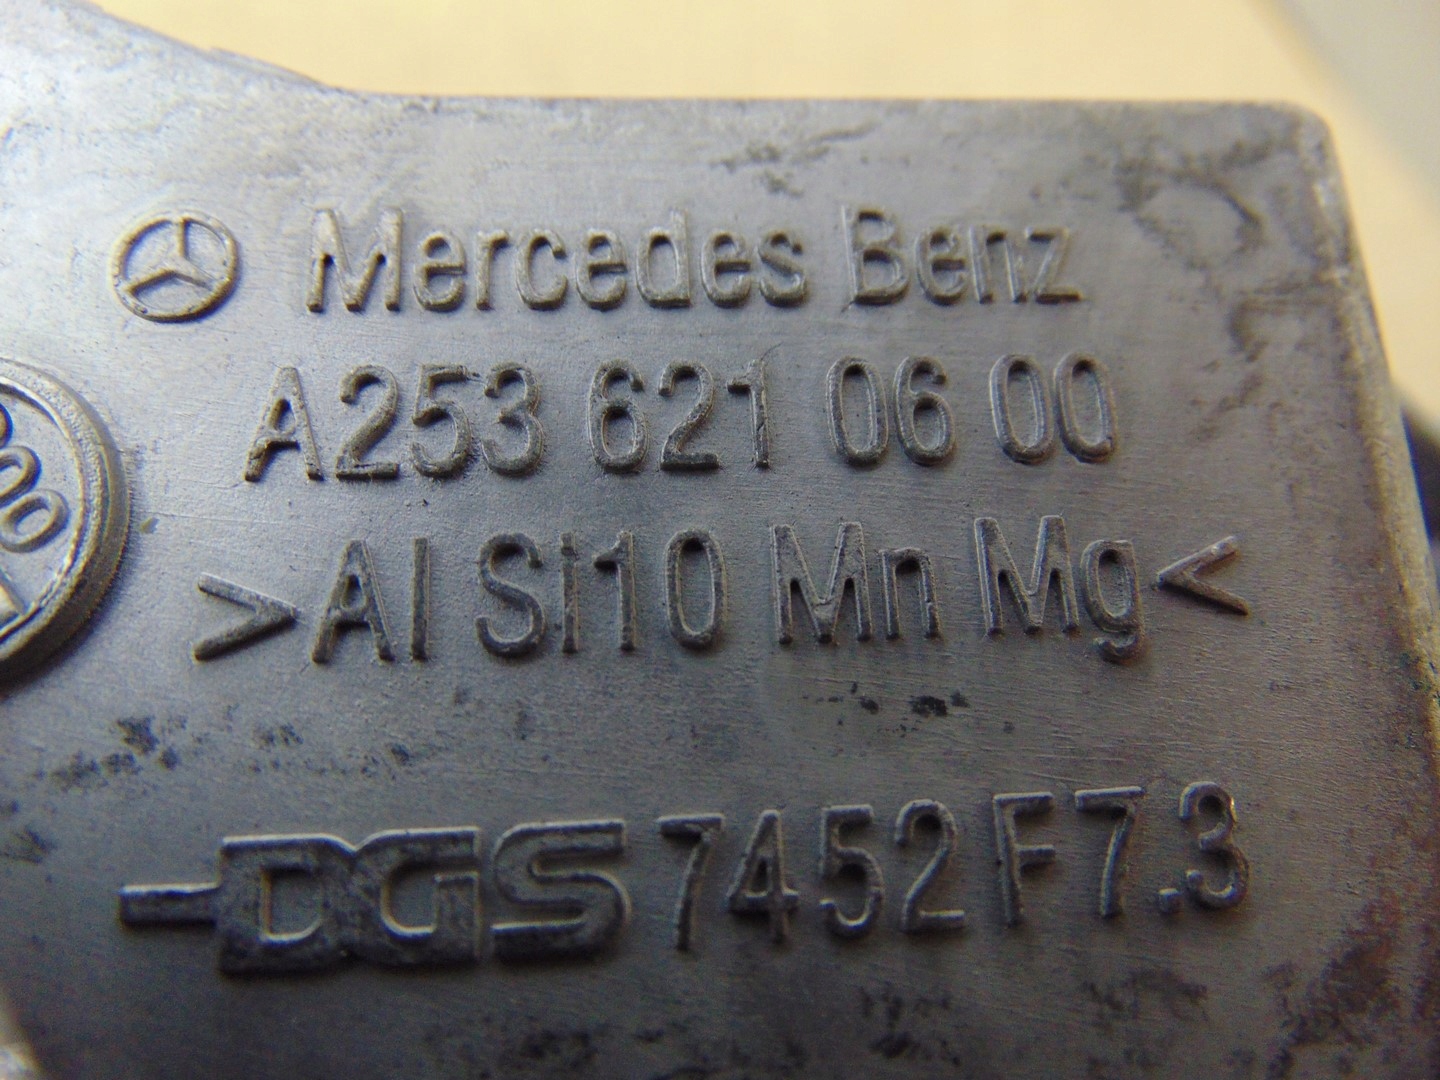 Mercedes Benz
A253 621 06 00
>Al Si10 Mn Mg<
DGS 7452 F7.3